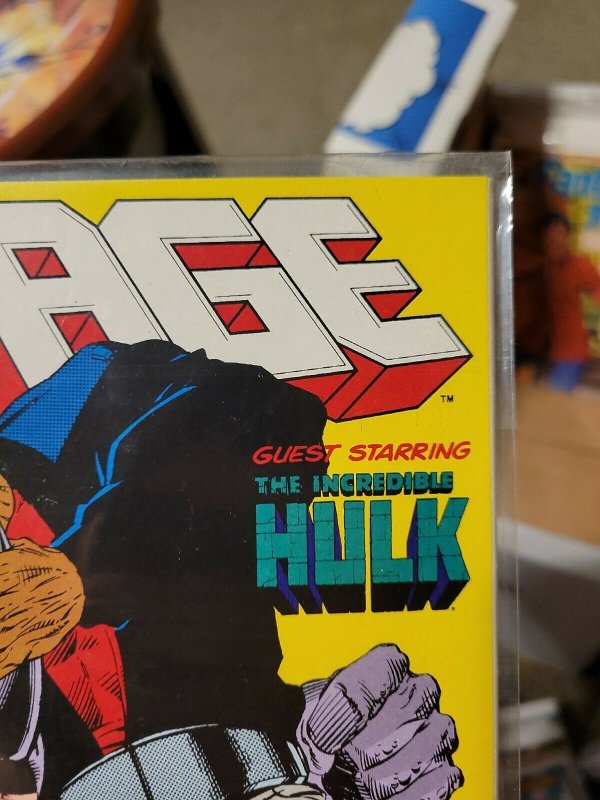 AGE
TM
GUEST STARRING
THE INCREDIBLE
HULK